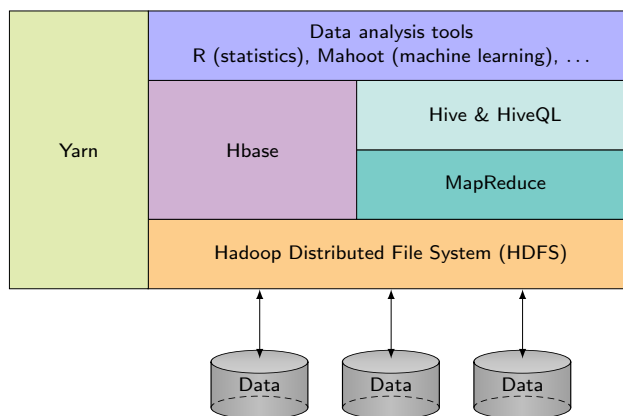 Data analysis tools
R (statistics), Mahoot (machine learning), ...
Yarn
Hbase
Hive & HiveQL
MapReduce
Hadoop Distributed File System (HDFS)
Data
Data
Data